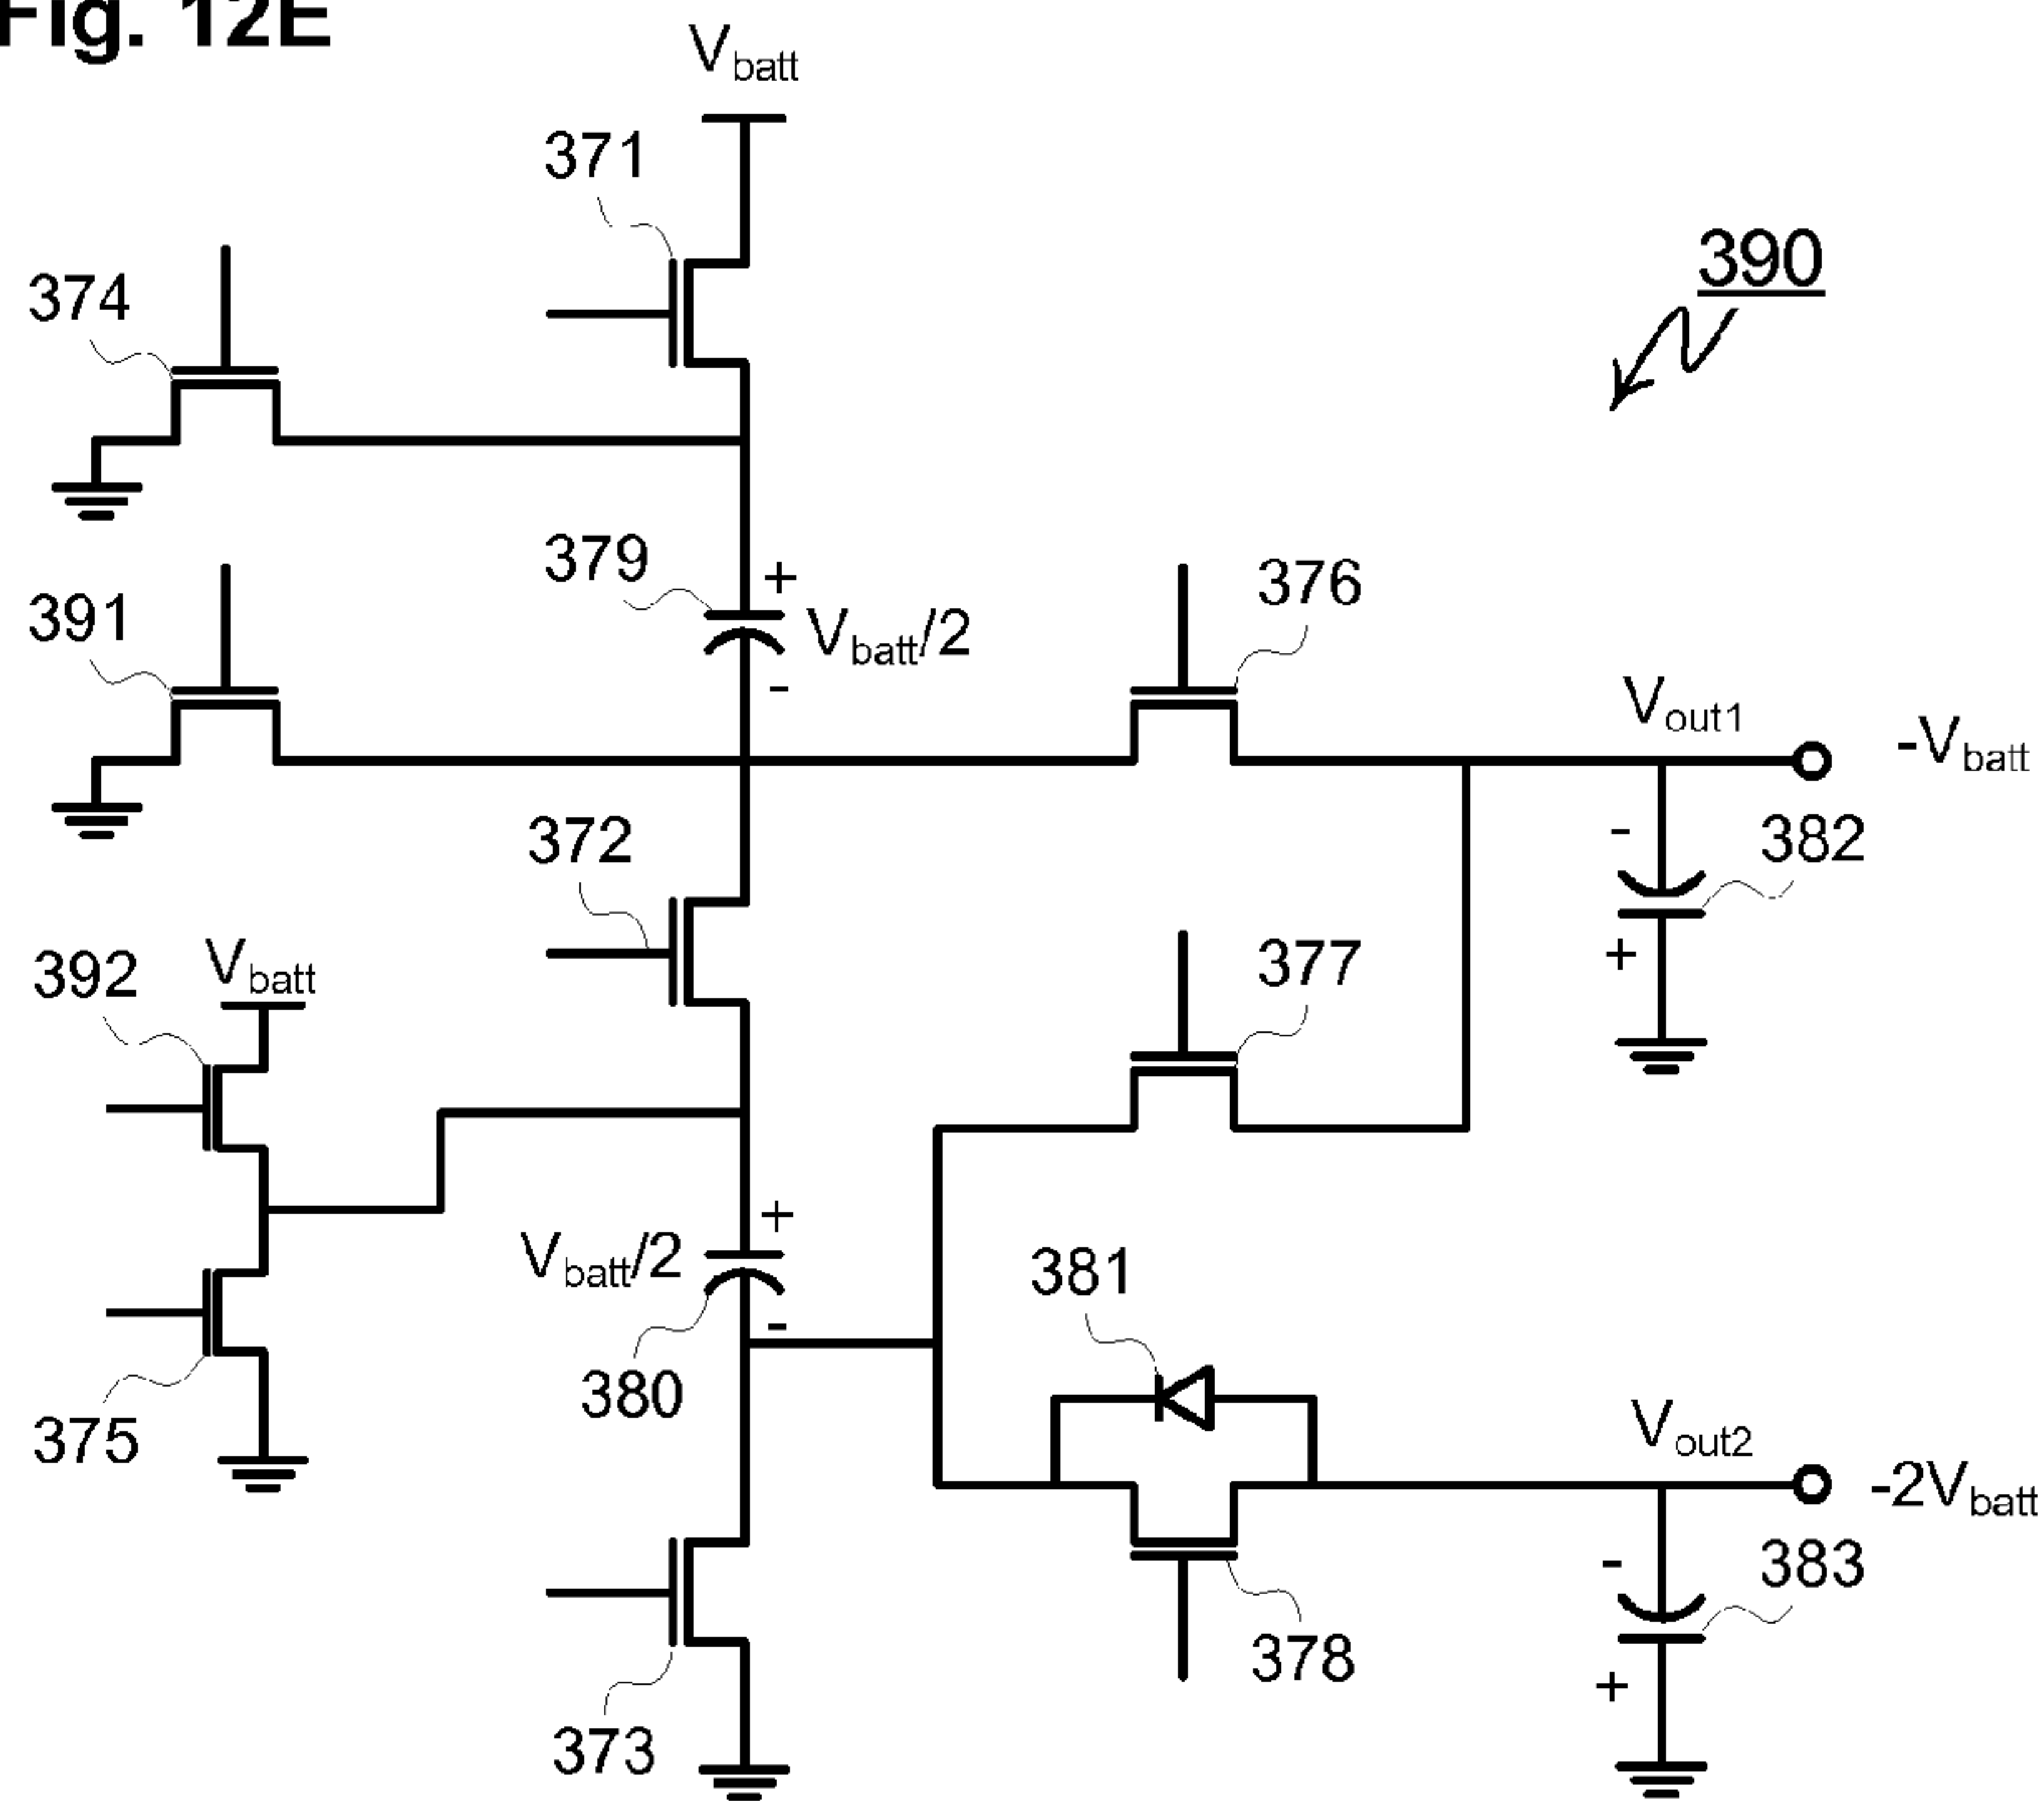 Fig. 12E
Vbatt
371
390
374
379
+
Vbatt/2
-
376
391
Vout1
-Vbatt
372
-
382
+
392
Vbatt
377
+
Vbatt/2
-
380
381
375
Vout2
-2Vbatt
-
383
+
378
373